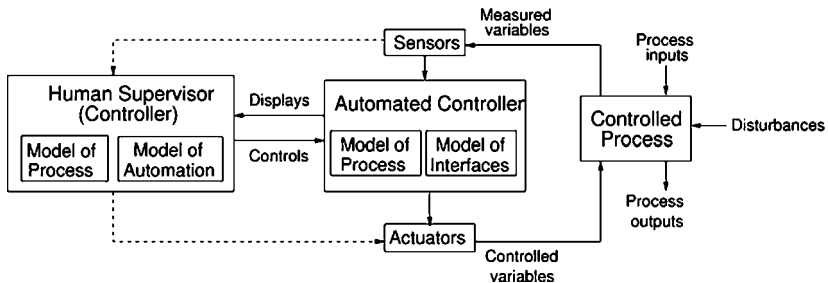 Measured
variables
Sensors
Process
inputs
Human Supervisor
(Controller)
Displays
Automated Controller
Controlled
Process
Disturbances
Model of
Process
Model of
Automation
Controls
Model of
Process
Model of
Interfaces
Process
outputs
Actuators
Controlled
variables